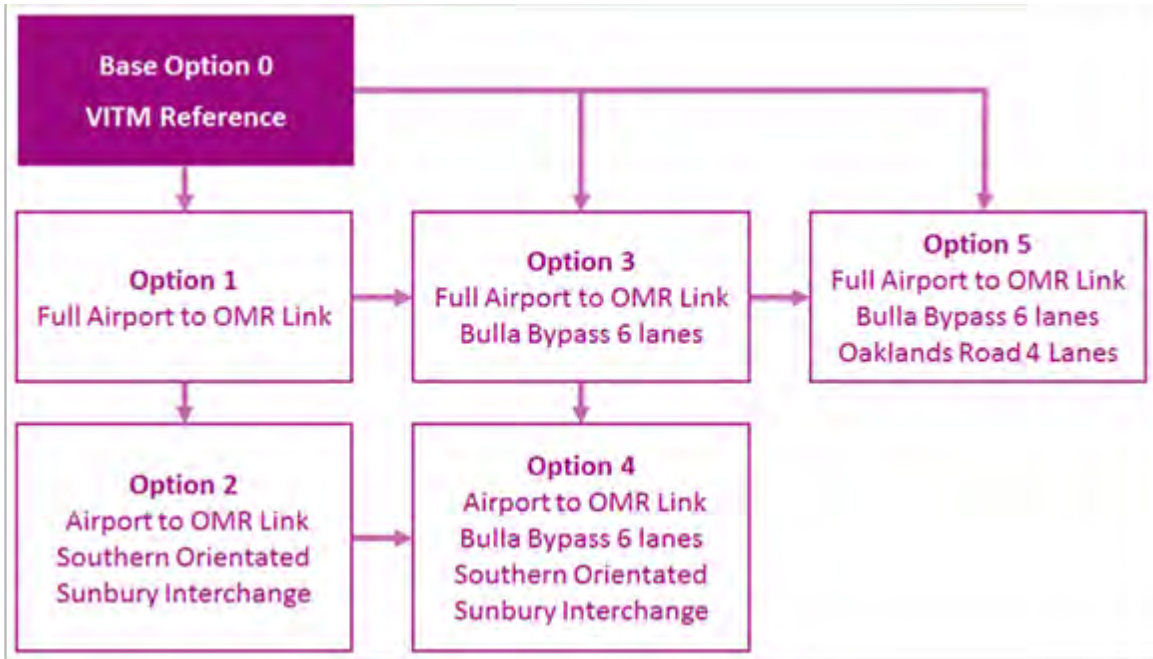 Base Option 0
VITM Reference
Option 1
Full Airport to OMR Link
Option 3
Full Airport to OMR Link
Bulla Bypass 6 lanes
Option 5
Full Airport to OMR Link
Bulla Bypass 6 lanes
Oaklands Road 4 Lanes
Option 2
Airport to OMR Link
Southern Orientated
Sunbury Interchange
Option 4
Airport to OMR Link
Bulla Bypass 6 lanes
Southern Orientated
Sunbury Interchange